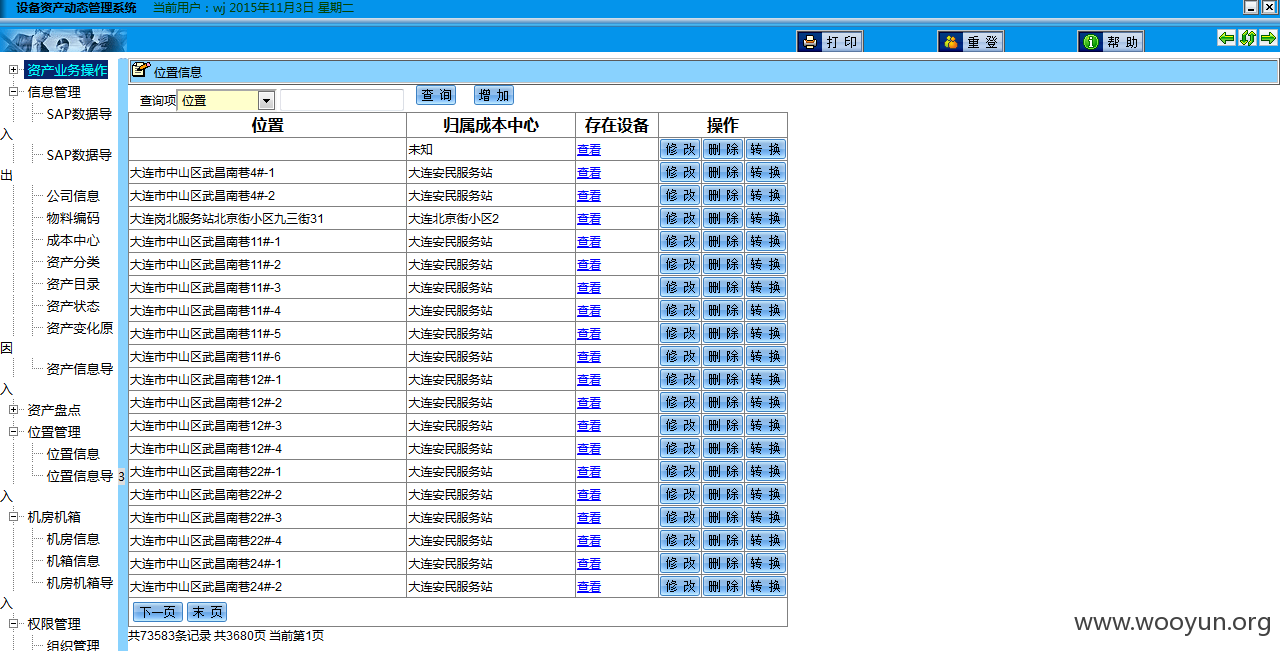 设备资产动态管理系统 当前用户：wj 2015年11月3日 星期二
打 印 重 登 帮 助
资产业务操作
信息管理
SAP数据导
入
SAP数据导
出
公司信息
物料编码
成本中心
资产分类
资产目录
资产状态
资产变化原
因
资产信息导
入
资产盘点
位置管理
位置信息
位置信息导
入
机房机箱
机房信息
机箱信息
机房机箱导
入
权限管理
组织管理
3
位置信息
查询项 位置 查 询 增 加
位置 归属成本中心 存在设备 操作
未知 查看 修 改 删 除 转 换
大连市中山区武昌南巷4#-1 大连安民服务站 查看 修 改 删 除 转 换
大连市中山区武昌南巷4#-2 大连安民服务站 查看 修 改 删 除 转 换
大连岗北服务站北京街小区九三街31 大连北京街小区2 查看 修 改 删 除 转 换
大连市中山区武昌南巷11#-1 大连安民服务站 查看 修 改 删 除 转 换
大连市中山区武昌南巷11#-2 大连安民服务站 查看 修 改 删 除 转 换
大连市中山区武昌南巷11#-3 大连安民服务站 查看 修 改 删 除 转 换
大连市中山区武昌南巷11#-4 大连安民服务站 查看 修 改 删 除 转 换
大连市中山区武昌南巷11#-5 大连安民服务站 查看 修 改 删 除 转 换
大连市中山区武昌南巷11#-6 大连安民服务站 查看 修 改 删 除 转 换
大连市中山区武昌南巷12#-1 大连安民服务站 查看 修 改 删 除 转 换
大连市中山区武昌南巷12#-2 大连安民服务站 查看 修 改 删 除 转 换
大连市中山区武昌南巷12#-3 大连安民服务站 查看 修 改 删 除 转 换
大连市中山区武昌南巷12#-4 大连安民服务站 查看 修 改 删 除 转 换
大连市中山区武昌南巷22#-1 大连安民服务站 查看 修 改 删 除 转 换
大连市中山区武昌南巷22#-2 大连安民服务站 查看 修 改 删 除 转 换
大连市中山区武昌南巷22#-3 大连安民服务站 查看 修 改 删 除 转 换
大连市中山区武昌南巷22#-4 大连安民服务站 查看 修 改 删 除 转 换
大连市中山区武昌南巷24#-1 大连安民服务站 查看 修 改 删 除 转 换
大连市中山区武昌南巷24#-2 大连安民服务站 查看 修 改 删 除 转 换
下一页 末 页
共73583条记录 共3680页 当前第1页
www.wooyun.org